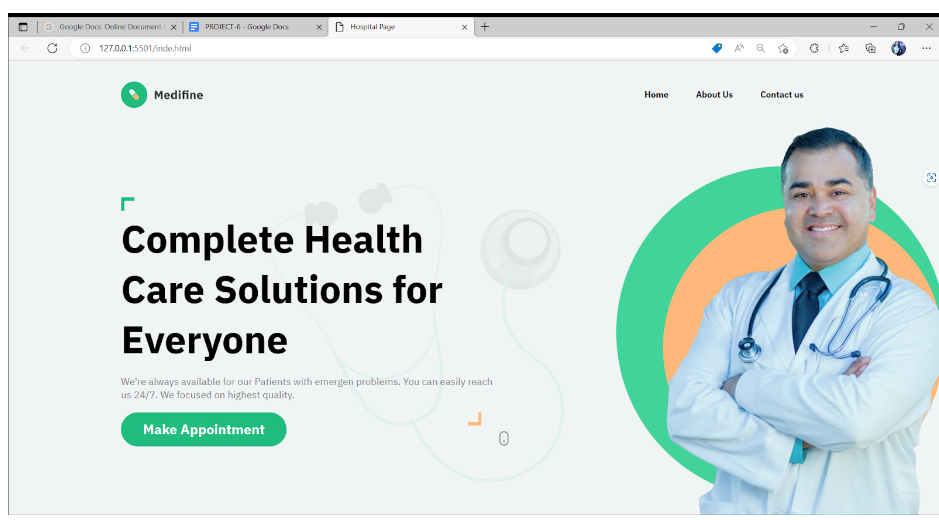 Google Docs: Online Document
PROJECT-6 - Google Docs
Hospital Page
127.0.0.1:5501/inde.html
Medifine
Home About Us Contact us
Complete Health
Care Solutions for
Everyone
We're always available for our Patients with emergen problems. You can easily reach
us 24/7. We focused on highest quality.
Make Appointment